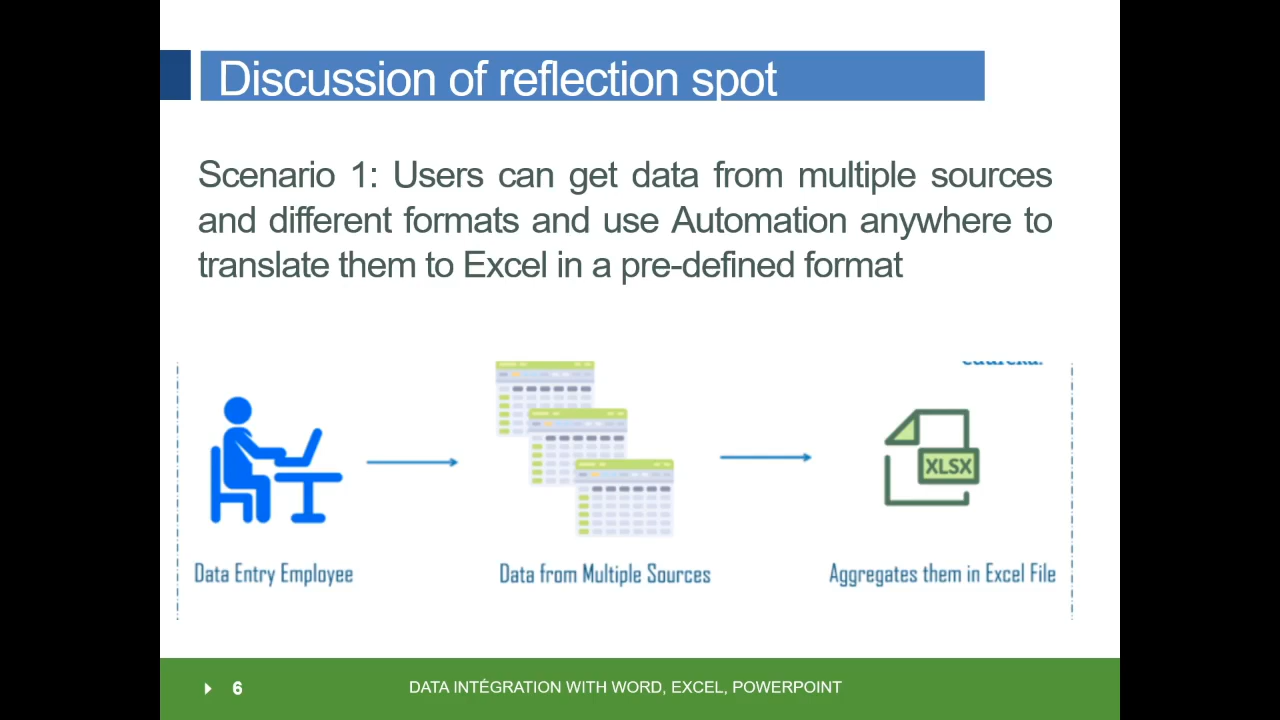 Discussion of reflection spot
Scenario 1: Users can get data from multiple sources
and different formats and use Automation anywhere to
translate them to Excel in a pre-defined format
XLSX
Data Entry Employee
Data from Multiple Sources
Aggregates them in Excel File
6
DATA INTÉGRATION WITH WORD, EXCEL, POWERPOINT